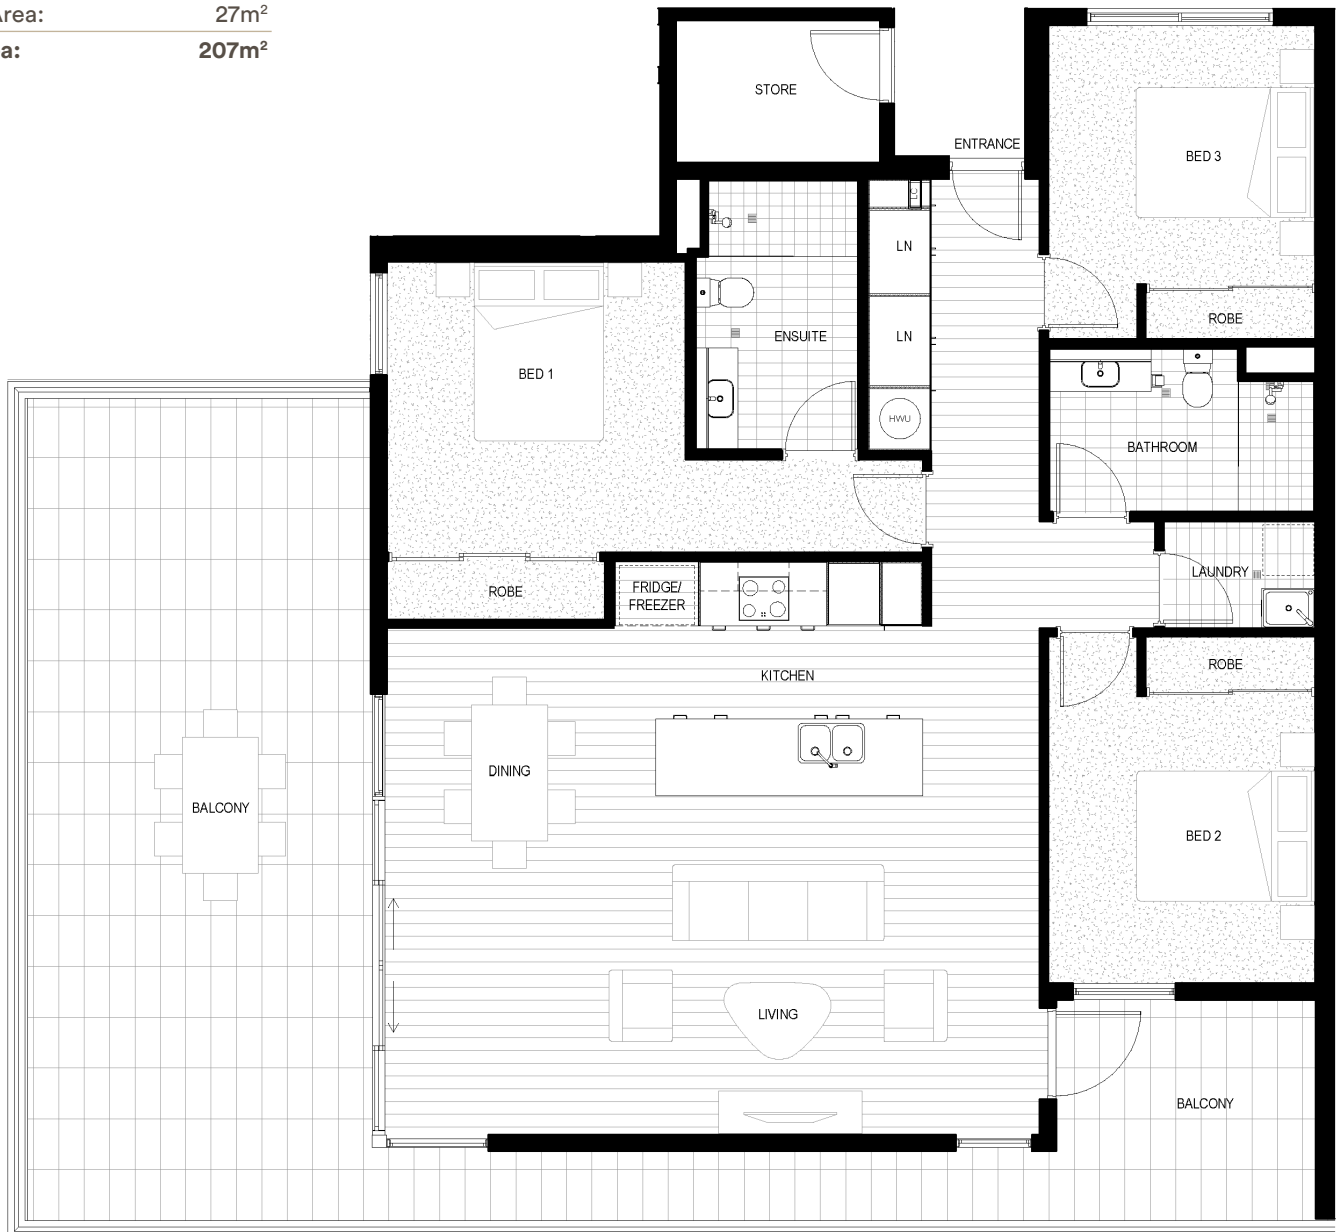 Area: 27m²
a: 207m²
STORE
ENTRANCE
BED 3
LC
LN
ROBE
ENSUITE
LN
BED 1
HWU
BATHROOM
LAUNDRY
ROBE
FRIDGE/
FREEZER
ROBE
KITCHEN
DINING
BALCONY
BED 2
LIVING
BALCONY